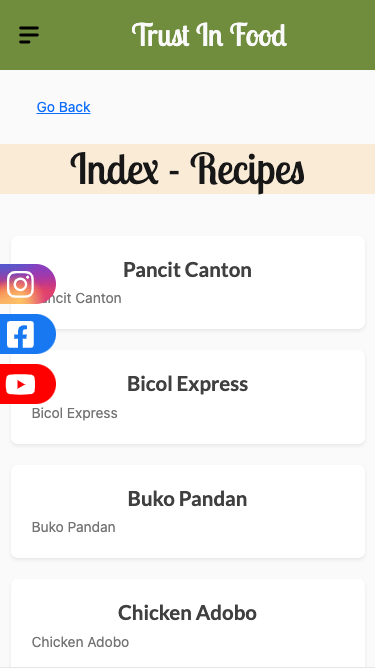 Trust In Food
Go Back
Index - Recipes
Pancit Canton
ncit Canton
Bicol Express
Bicol Express
Buko Pandan
Buko Pandan
Chicken Adobo
Chicken Adobo